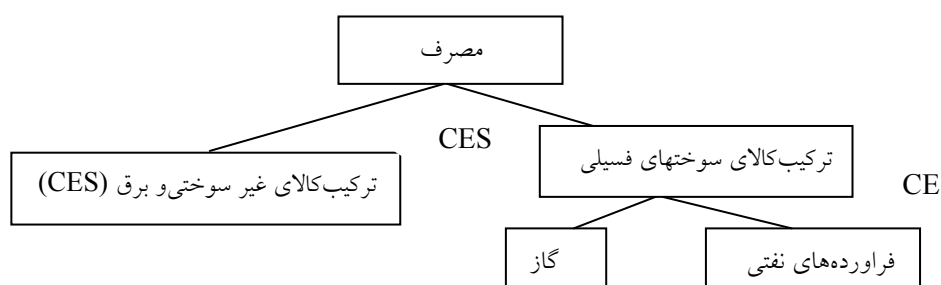 مصرف
CES
ترکیب‌کالای سوختهای فسیلی
ترکیب‌کالای غیر سوختی‌و برق (CES)
CE
گاز
فراورده‌های نفتی